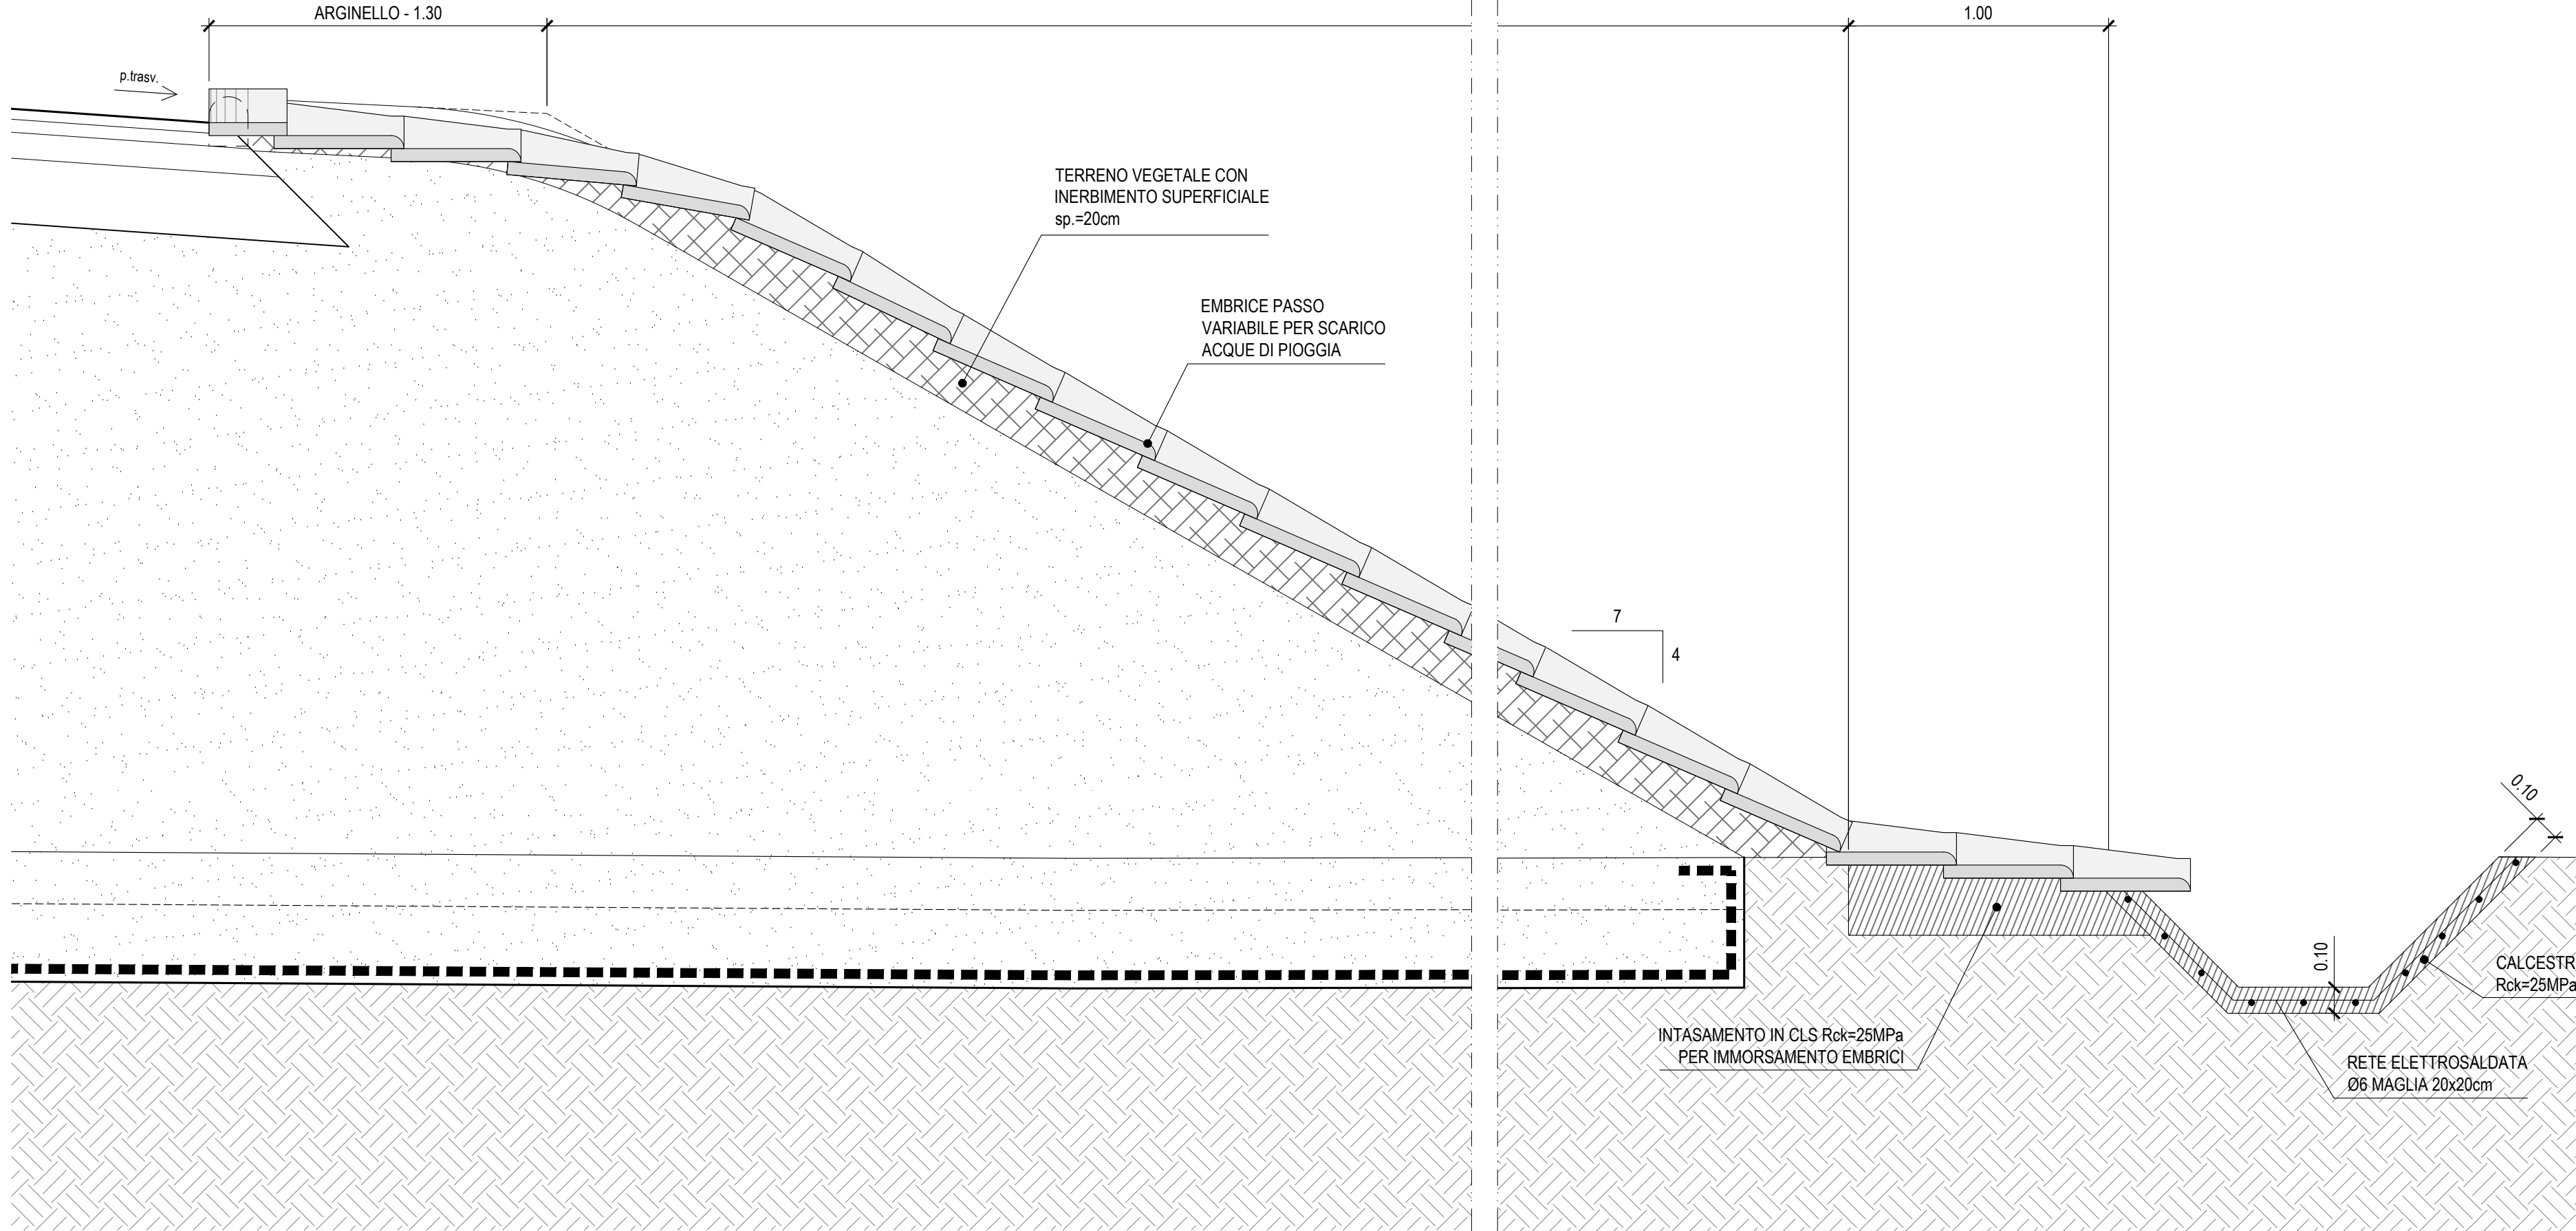 ARGINELLO - 1.30
1.00
p.trasv.
TERRENO VEGETALE CON
INERBIMENTO SUPERFICIALE
sp.=20cm
EMBRICE PASSO
VARIABILE PER SCARICO
ACQUE DI PIOGGIA
7
4
0.10
0.10
CALCESTR
Rck=25MPa
INTASAMENTO IN CLS Rck=25MPa
PER IMMORSAMENTO EMBRICI
RETE ELETTROSALDATA
Ø6 MAGLIA 20x20cm